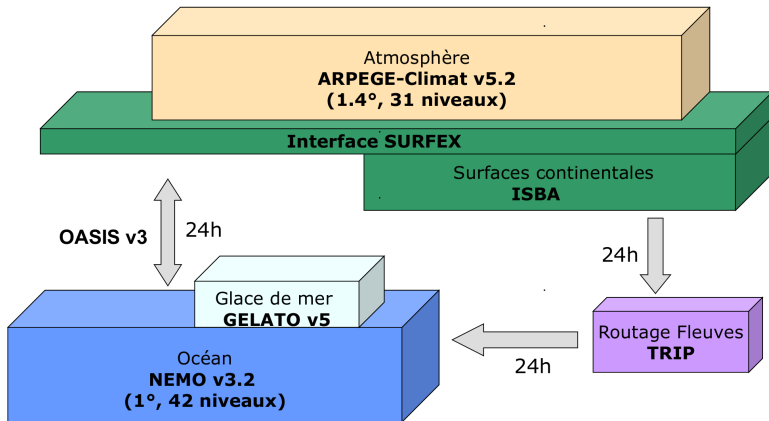 Atmosphère
ARPEGE-Climat v5.2
(1.4°, 31 niveaux)
Interface SURFEX
Surfaces continentales
ISBA
OASIS v3
24h
24h
Glace de mer
GELATO v5
Routage Fleuves
TRIP
Océan
NEMO v3.2
(1°, 42 niveaux)
24h